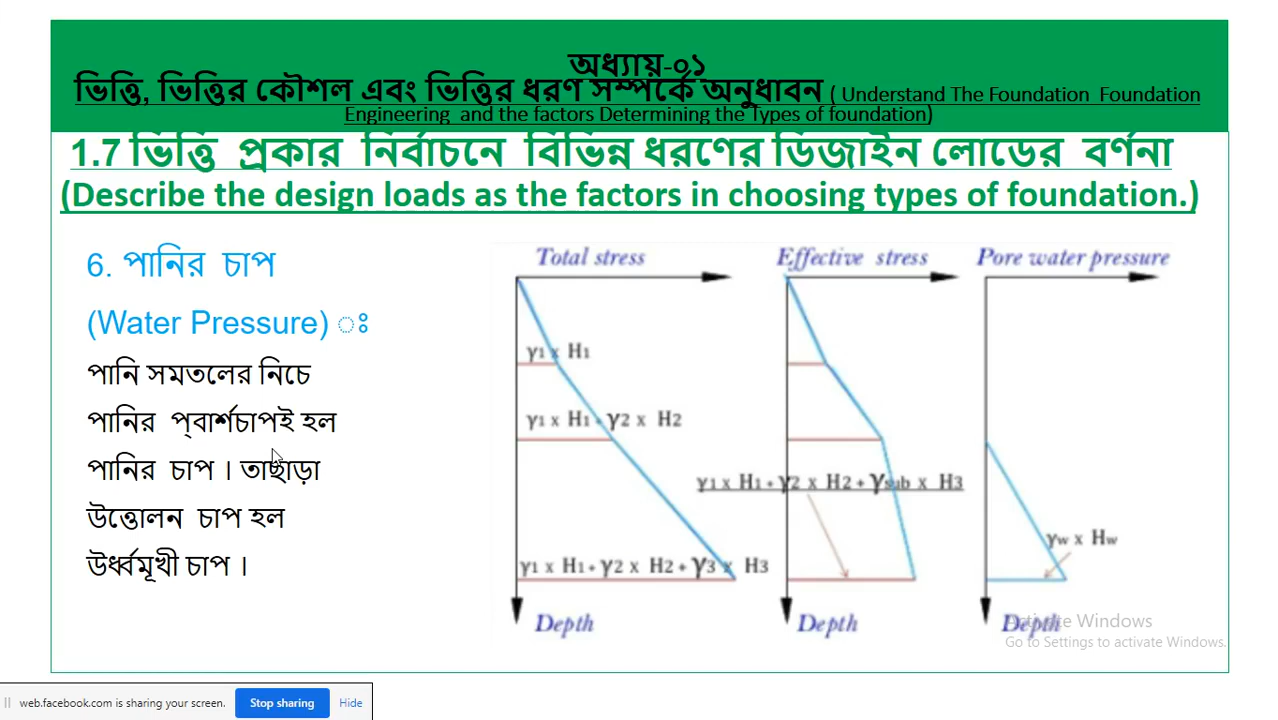 অধ্যায়-০১
ভিত্তি, ভিত্তির কৌশল এবং ভিত্তির ধরণ সম্পর্কে অনুধাবন ( Understand The Foundation Foundation
Engineering and the factors Determining the Types of foundation)
1.7 ভিত্তি প্রকার নির্বাচনে বিভিন্ন ধরণের ডিজাইন লোডের বর্ণনা
(Describe the design loads as the factors in choosing types of foundation.)
6. পানির চাপ
(Water Pressure) ঃ
পানি সমতলের নিচে
পানির প্বার্শচাপই হল
পানির চাপ । তাছাড়া
উত্তোলন চাপ হল
উর্ধ্বমূখী চাপ ।
Total stress
γ1 x H1
γ1 x H1 + γ2 x H2
γ1 x H1 + γ2 x H2 + γ3 x H3
Depth
Effective stress
γ1 x H1 + γ2 x H2 + γsub x H3
Depth
Pore water pressure
γw x Hw
Depth
Activate Windows
Go to Settings to activate Windows.
web.facebook.com is sharing your screen.
Stop sharing
Hide